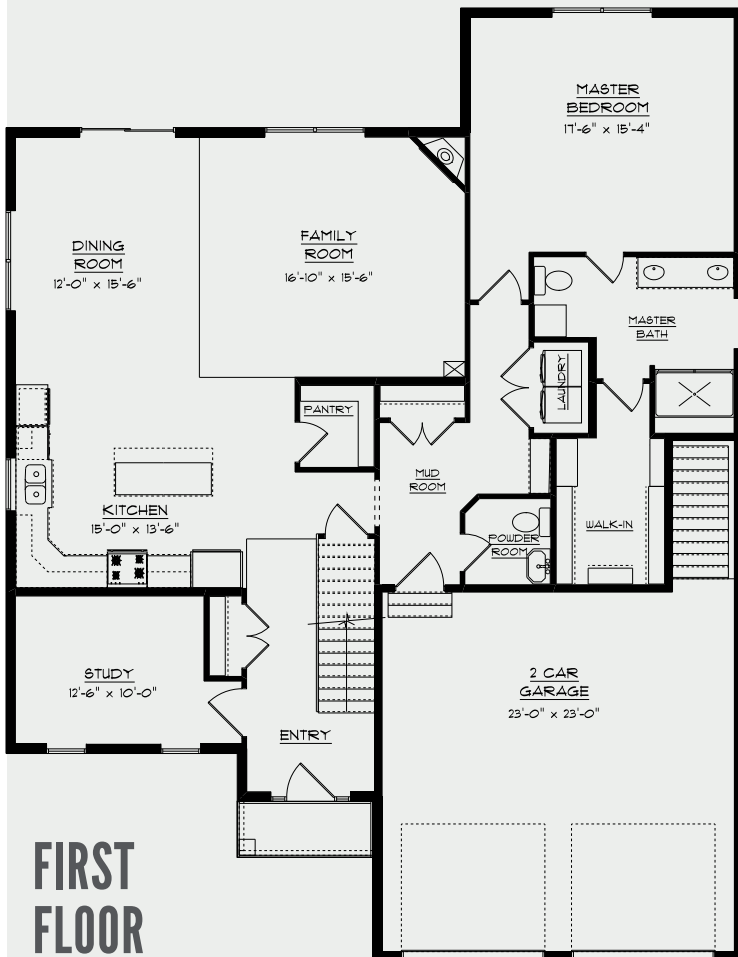 MASTER
BEDROOM
17'-6" x 15'-4"
DINING
ROOM
12'-0" x 15'-6"
FAMILY
ROOM
16'-10" x 15'-6"
MASTER
BATH
LAUNDRY
PANTRY
MUD
ROOM
KITCHEN
15'-0" x 13'-6"
WALK-IN
POWDER
ROOM
STUDY
12'-6" x 10'-0"
2 CAR
GARAGE
23'-0" x 23'-0"
ENTRY
FIRST
FLOOR